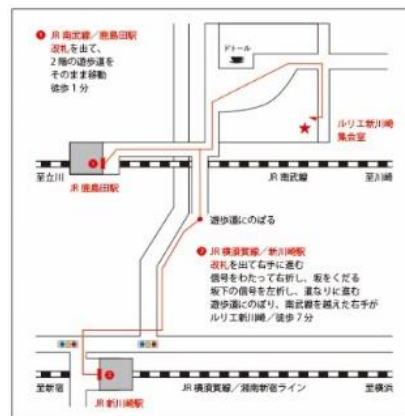 ❶ JR 南武線／鹿島田駅
改札を出て、
2階の遊歩道を
そのまま移動
徒歩1分
ドトール
ルリエ新川崎
集会室
❶
至立川
JR 鹿島田駅
JR 南武線
至川崎
遊歩道にのぼる
❷ JR 横須賀線／新川崎駅
改札を出て右手に進む
信号をわたって右折し、坂をくだる
坂下の信号を左折し、道なりに進む
遊歩道にのぼり、南武線を越えた右手が
ルリエ新川崎／徒歩7分
❷
至新宿
JR 新川崎駅
JR 横須賀線／湘南新宿ライン
至横浜